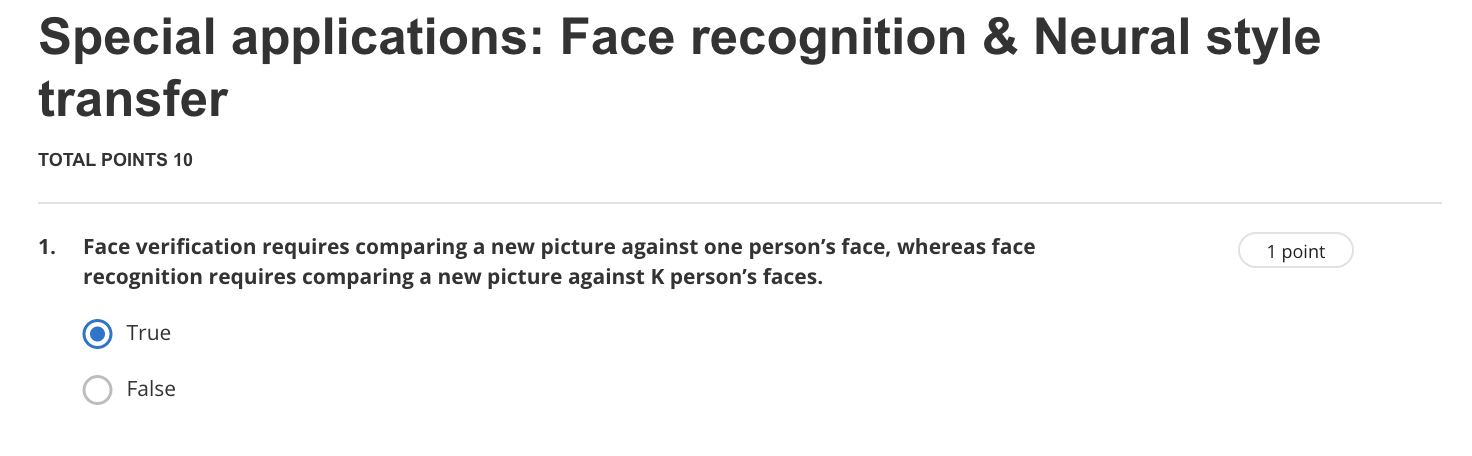 Special applications: Face recognition & Neural style
transfer
TOTAL POINTS 10
1. Face verification requires comparing a new picture against one person’s face, whereas face
recognition requires comparing a new picture against K person’s faces.
1 point
True
False